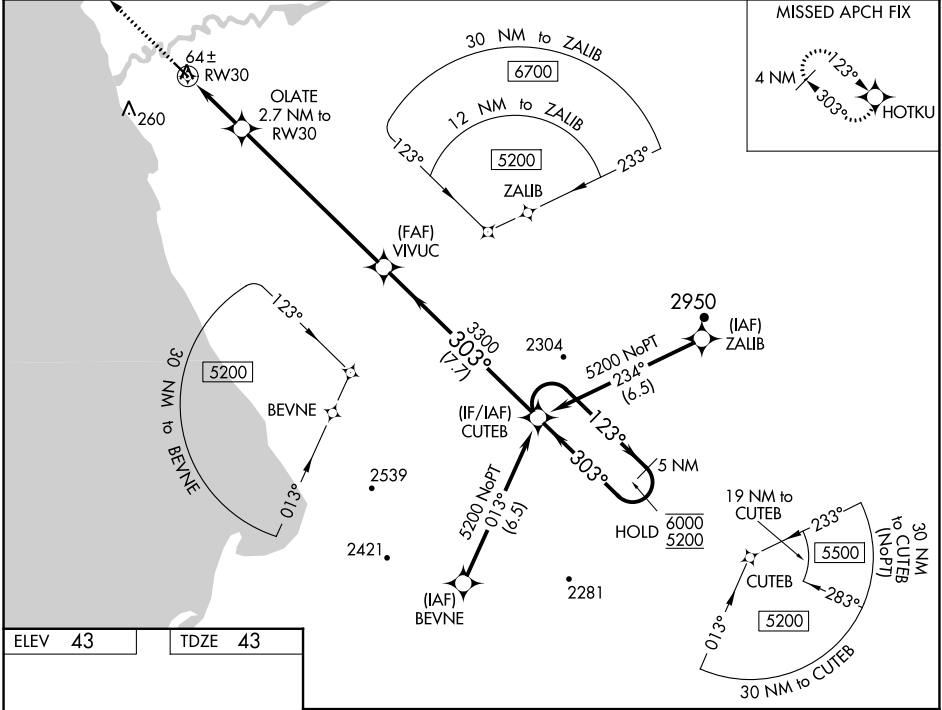 MISSED APCH FIX
4 NM
123°
303°
HOTKU
64±
RW30
260
OLATE
2.7 NM to
RW30
30 NM to ZALIB
6700
12 NM to ZALIB
5200
123°
233°
ZALIB
(FAF)
VIVUC
123°
5200
30 NM to BEVNE
BEVNE
013°
3300
303°
(7.7)
2304
2950
(IAF)
ZALIB
5200 NoPT
234°
(6.5)
(IF/IAF)
CUTEB
123°
303°
5 NM
HOLD
6000
5200
2539
2421
5200 NoPT
013°
(6.5)
(IAF)
BEVNE
2281
19 NM to
CUTEB
233°
5500
30 NM
to CUTEB
(NoPT)
CUTEB
283°
5200
013°
30 NM to CUTEB
ELEV 43
TDZE 43